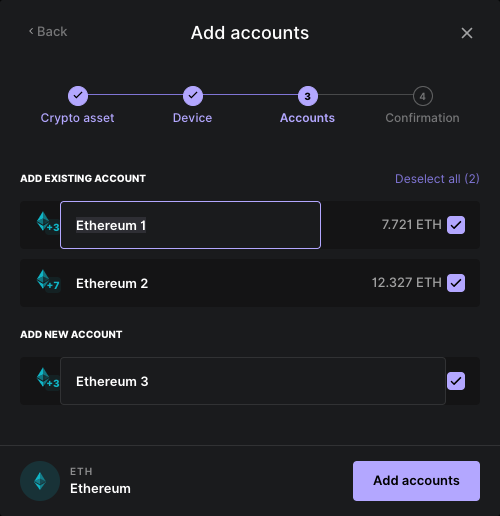 Back
Add accounts
3
4
Crypto asset
Device
Accounts
Confirmation
ADD EXISTING ACCOUNT
Deselect all (2)
+3
Ethereum 1
7.721 ETH
+7
Ethereum 2
12.327 ETH
ADD NEW ACCOUNT
+3
Ethereum 3
ETH
Ethereum
Add accounts